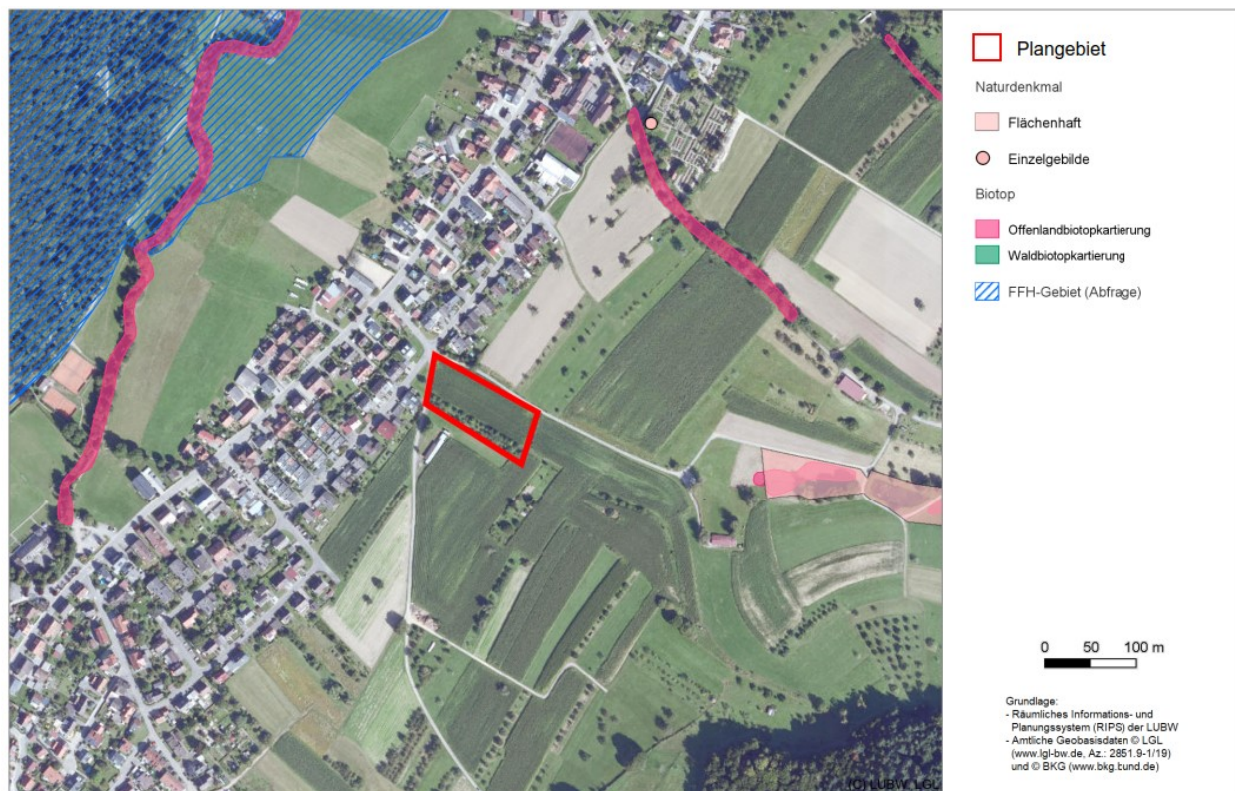 Plangebiet
Naturdenkmal
Flächenhaft
Einzelgebilde
Biotop
Offenlandbiotopkartierung
Waldbiotopkartierung
FFH-Gebiet (Abfrage)
0 50 100 m
Grundlage:
- Räumliches Informations- und
Planungssystem (RIPS) der LUBW
- Amtliche Geobasisdaten © LGL
(www.lgl-bw.de, Az.: 2851.9-1/19)
und © BKG (www.bkg.bund.de)
(C) LUBW, LGL